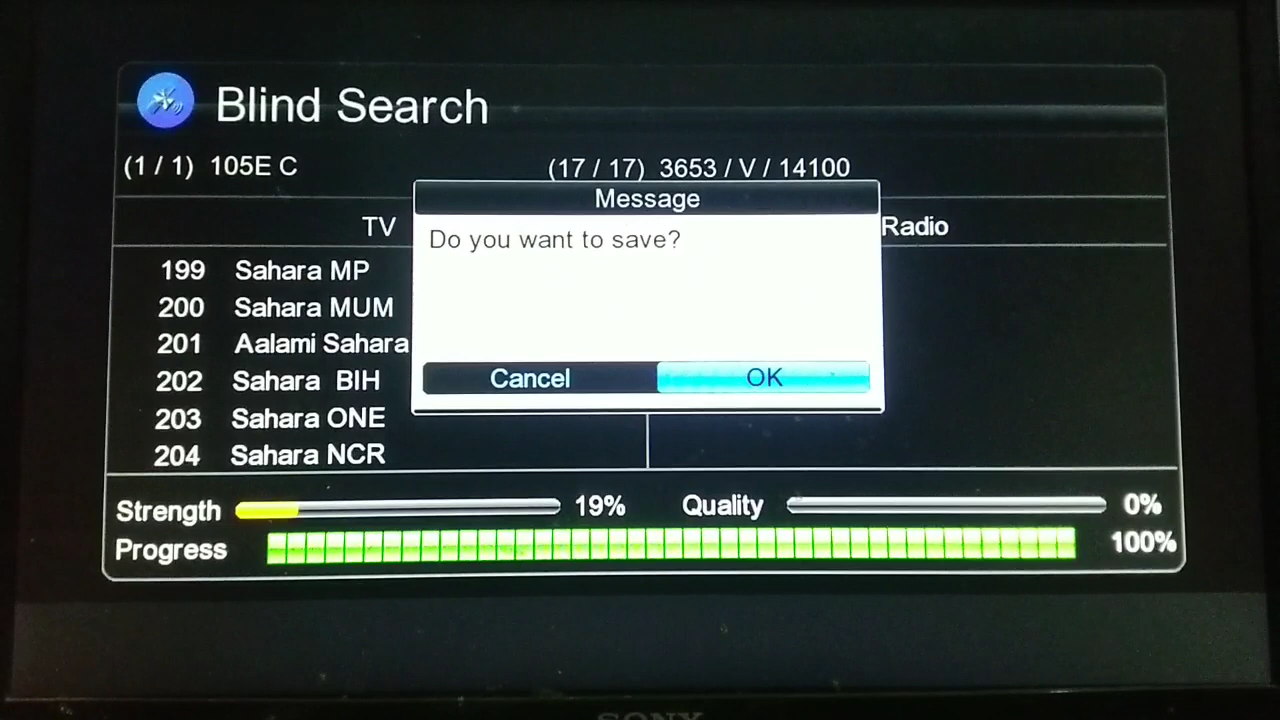 Blind Search
(1 / 1) 105E C (17 / 17) 3653 / V / 14100
Message
TV Radio
Do you want to save?
199 Sahara MP
200 Sahara MUM
201 Aalami Sahara
202 Sahara BIH
Cancel OK
203 Sahara ONE
204 Sahara NCR
Strength 19% Quality 0%
Progress 100%
SONY